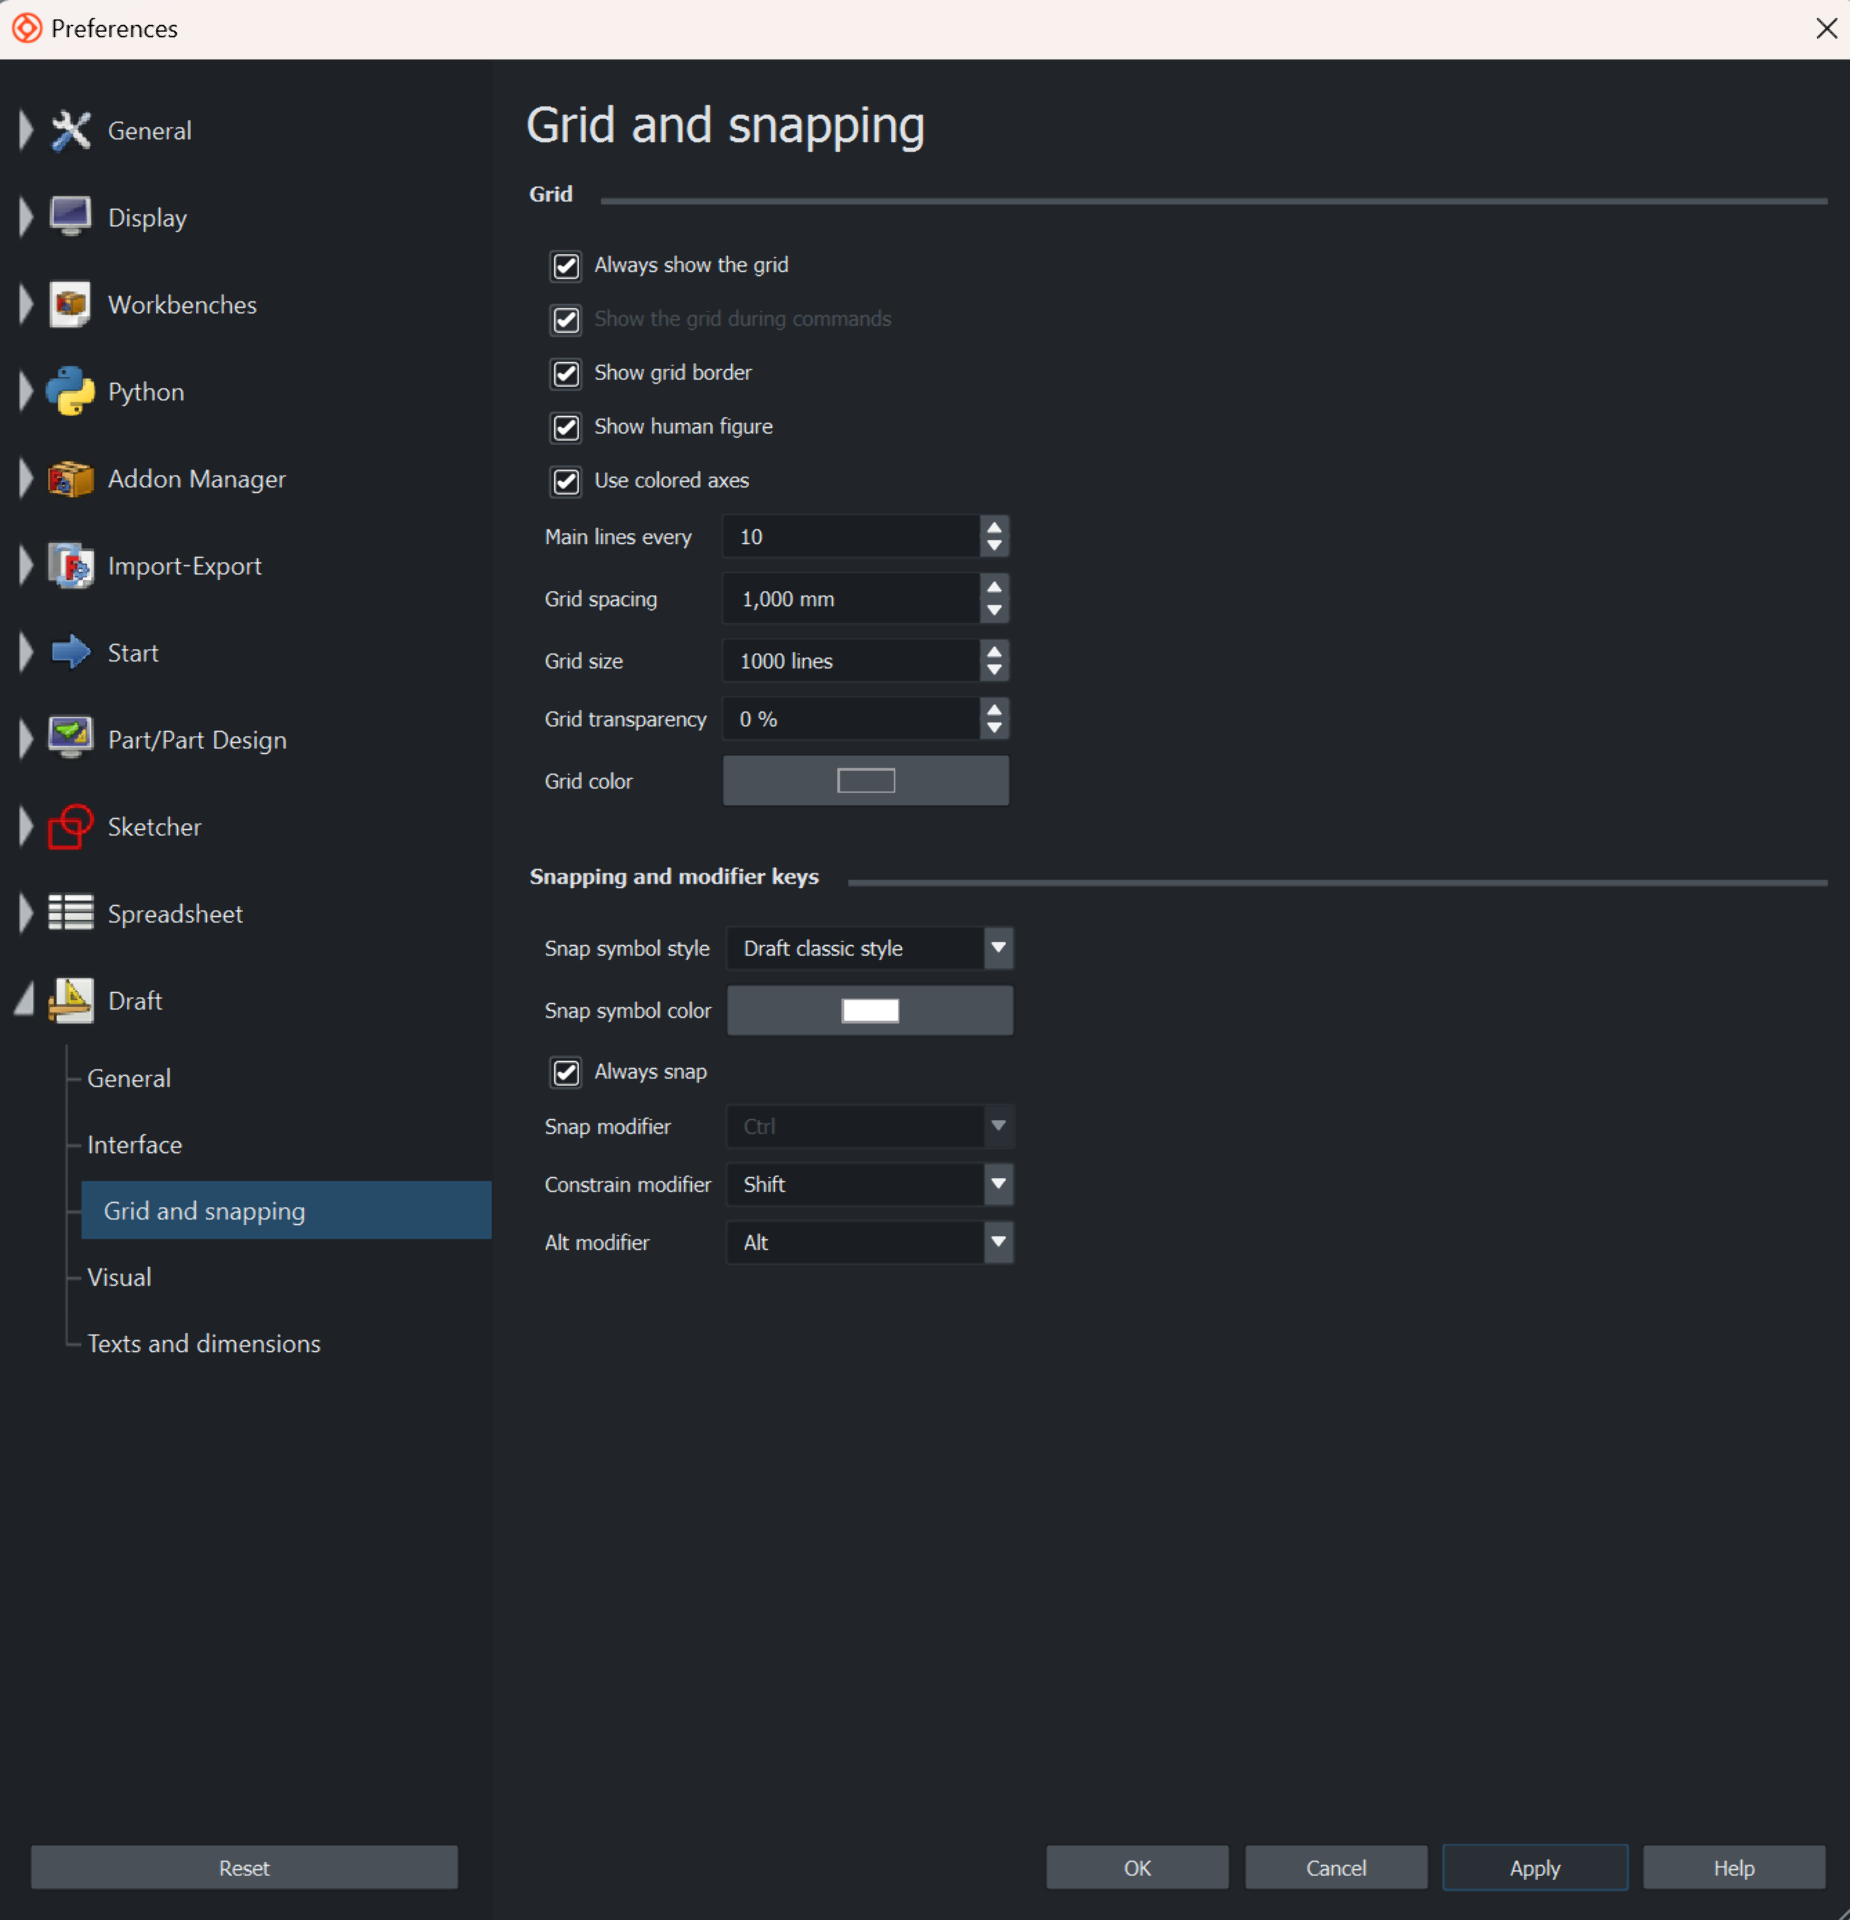 Preferences
General
Display
Workbenches
Python
Addon Manager
Import-Export
Start
Part/Part Design
Sketcher
Spreadsheet
Draft
General
Interface
Grid and snapping
Visual
Texts and dimensions
Reset
Grid and snapping
Grid
Always show the grid
Show the grid during commands
Show grid border
Show human figure
Use colored axes
Main lines every 10
Grid spacing 1,000 mm
Grid size 1000 lines
Grid transparency 0 %
Grid color
Snapping and modifier keys
Snap symbol style Draft classic style
Snap symbol color
Always snap
Snap modifier Ctrl
Constrain modifier Shift
Alt modifier Alt
OK Cancel Apply Help